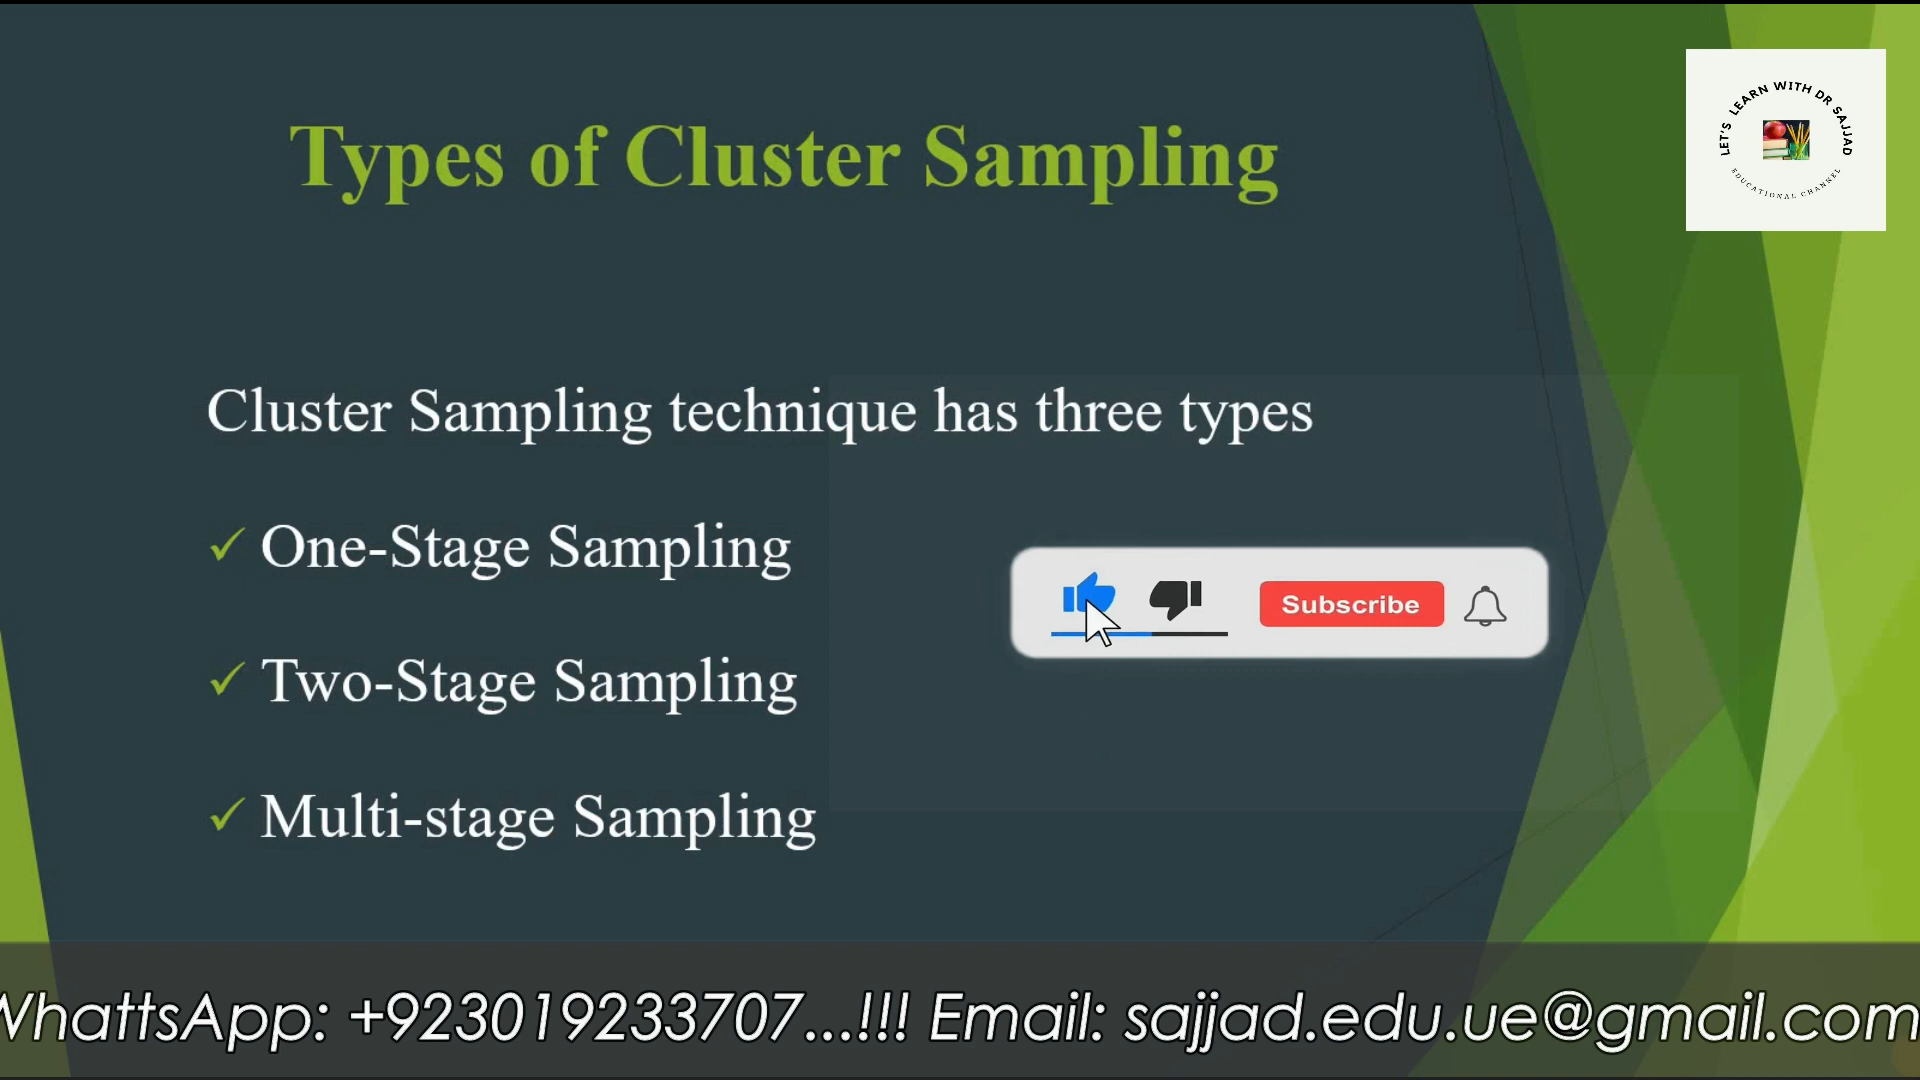 LET'S LEARN WITH DR SAJJAD
EDUCATIONAL CHANNEL
Types of Cluster Sampling
Cluster Sampling technique has three types
✓ One-Stage Sampling
Subscribe
✓ Two-Stage Sampling
✓ Multi-stage Sampling
WhattsApp: +923019233707...!!! Email: sajjad.edu.ue@gmail.com